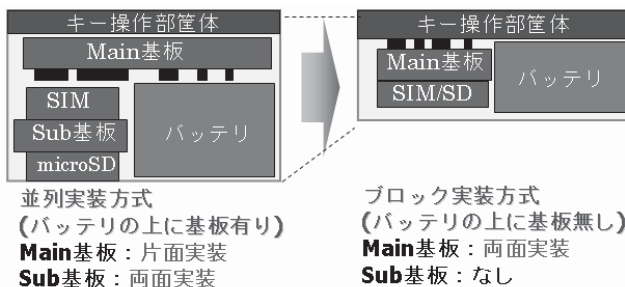 キー操作部筐体
Main基板
SIM
Sub基板
microSD
バッテリ
並列実装方式
(バッテリの上に基板有り)
Main基板：片面実装
Sub基板：両面実装
キー操作部筐体
Main基板
SIM/SD
バッテリ
ブロック実装方式
(バッテリの上に基板無し)
Main基板：両面実装
Sub基板：なし